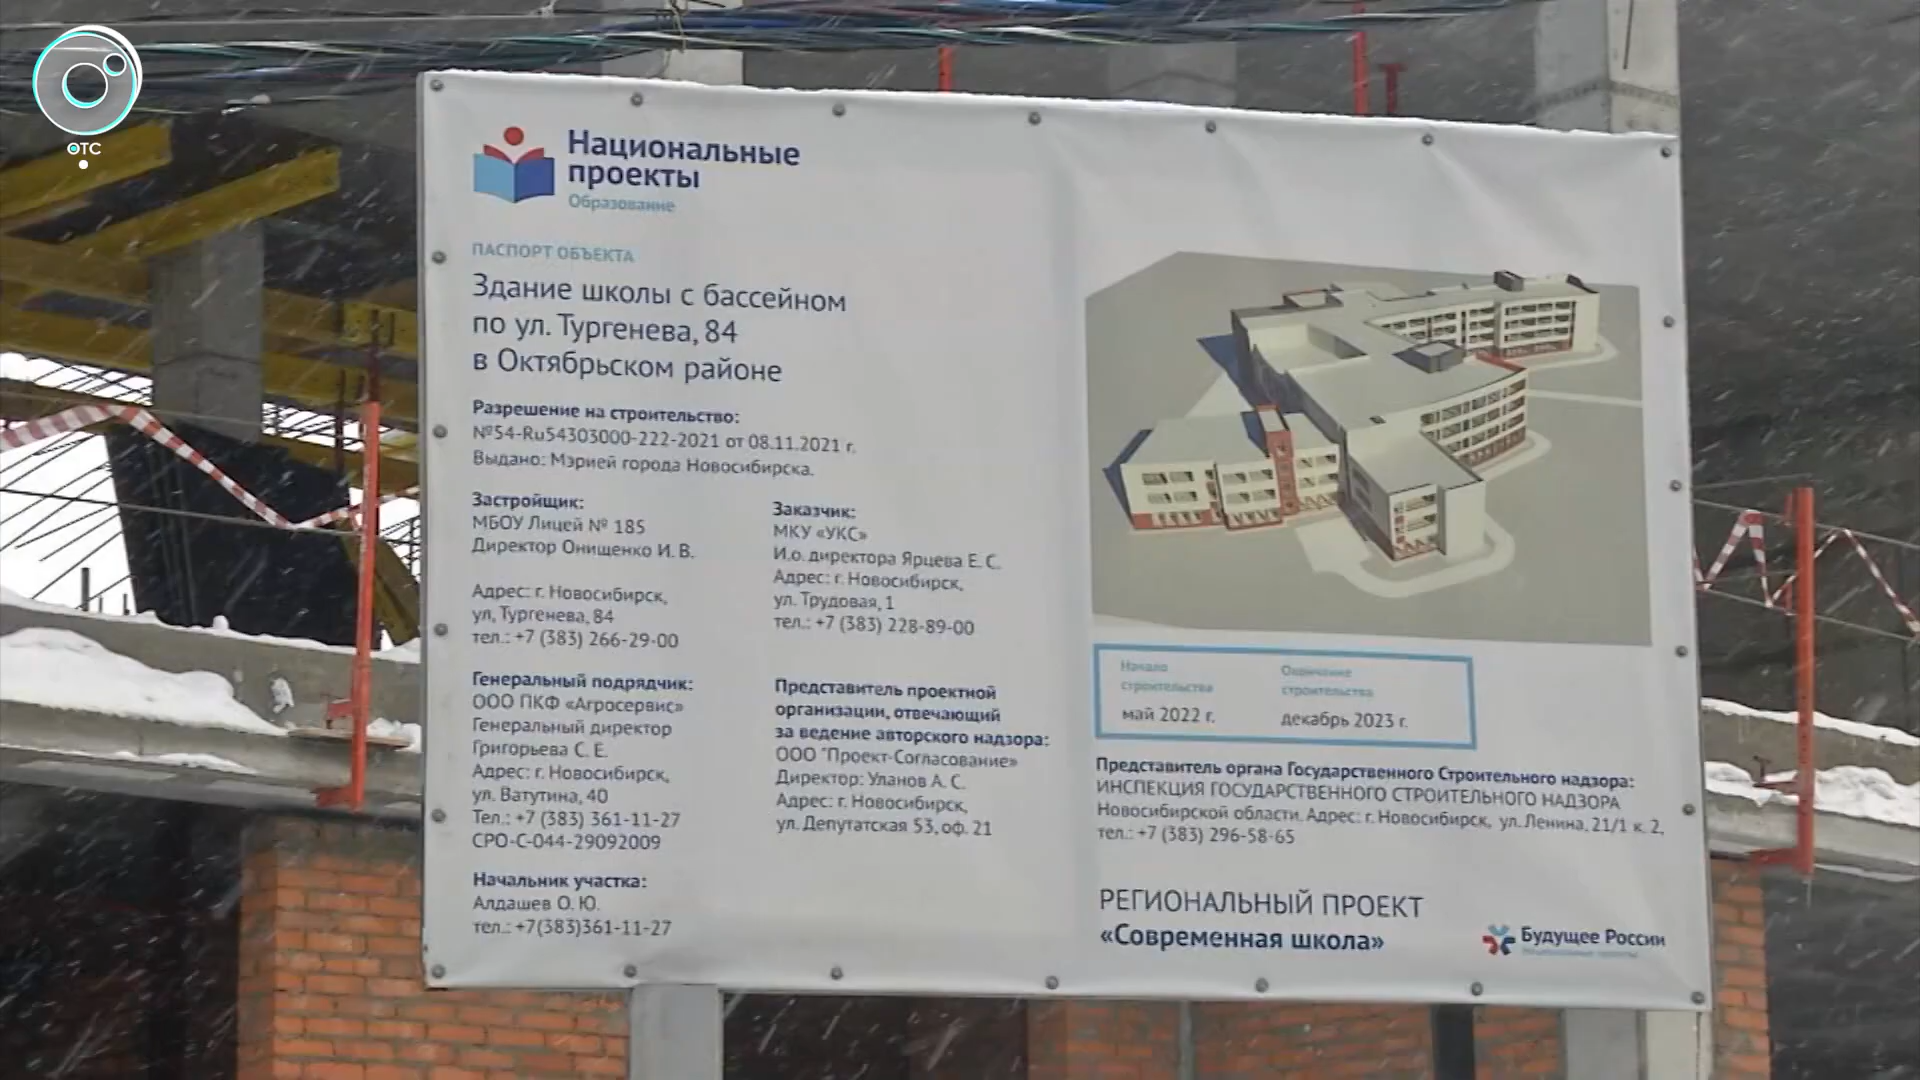 ОТС
Национальные
проекты
Образование
ПАСПОРТ ОБЪЕКТА
Здание школы с бассейном
по ул. Тургенева, 84
в Октябрьском районе
Разрешение на строительство:
№54-Ru54303000-222-2021 от 08.11.2021 г.
Выдано: Мэрией города Новосибирска.
Застройщик:
МБОУ Лицей № 185
Директор Онищенко И. В.
Адрес: г. Новосибирск,
ул, Тургенева, 84
тел.: +7 (383) 266-29-00
Заказчик:
МКУ «УКС»
И.о. директора Ярцева Е. С.
Адрес: г. Новосибирск,
ул. Трудовая, 1
тел.: +7 (383) 228-89-00
Генеральный подрядчик:
ООО ПКФ «Агросервис»
Генеральный директор
Григорьева С. Е.
Адрес: г. Новосибирск,
ул. Ватутина, 40
Тел.: +7 (383) 361-11-27
СРО-С-044-29092009
Представитель проектной
организации, отвечающий
за ведение авторского надзора:
ООО "Проект-Согласование»
Директор: Уланов А. С.
Адрес: г. Новосибирск,
ул. Депутатская 53, оф. 21
Начальник участка:
Алдашев О. Ю.
тел.: +7(383)361-11-27
Начало
строительства
май 2022 г.
Окончание
строительства
декабрь 2023 г.
Представитель органа Государственного Строительного надзора:
ИНСПЕКЦИЯ ГОСУДАРСТВЕННОГО СТРОИТЕЛЬНОГО НАДЗОРА
Новосибирской области. Адрес: г. Новосибирск, ул. Ленина, 21/1 к. 2,
тел.: +7 (383) 296-58-65
РЕГИОНАЛЬНЫЙ ПРОЕКТ
«Современная школа»
Будущее России